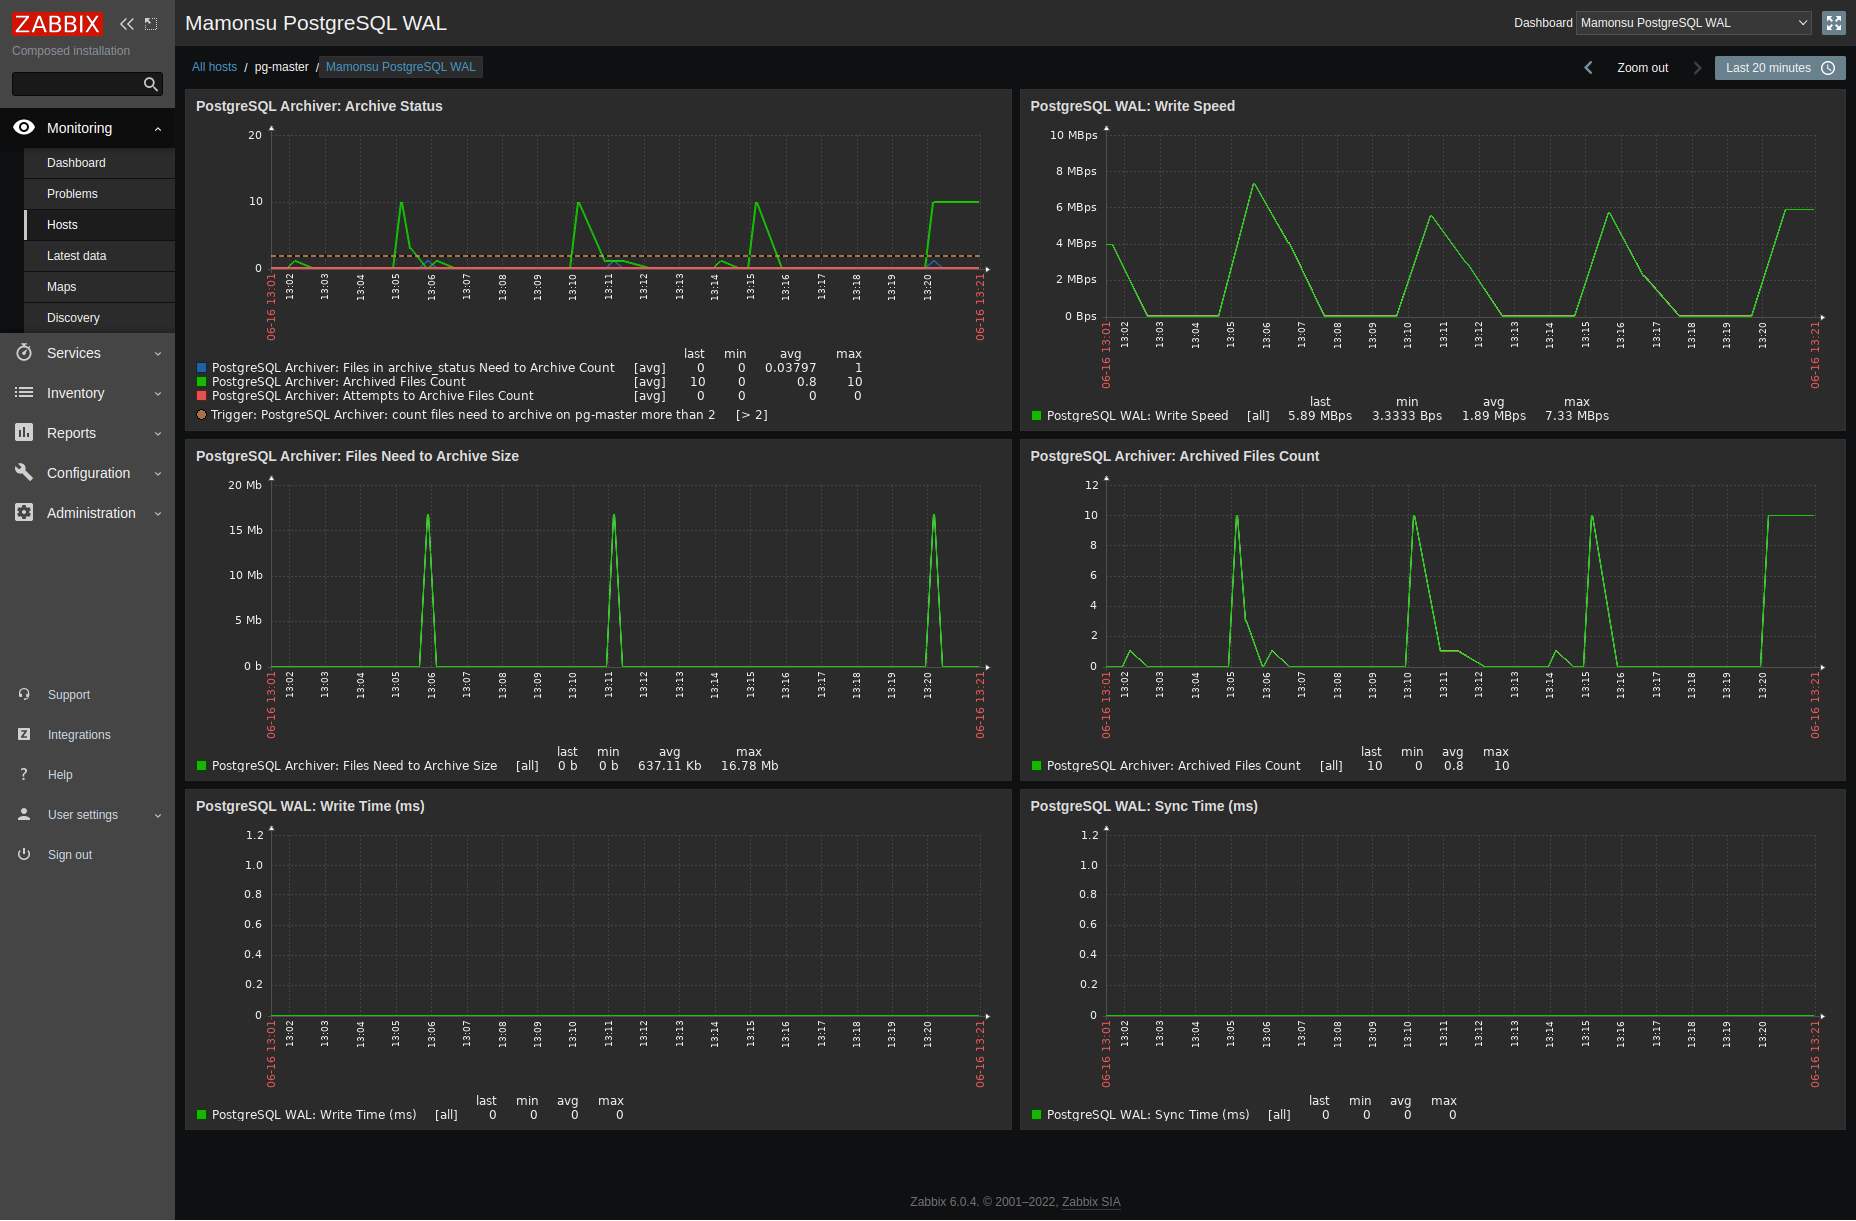 ZABBIX
Composed installation
Monitoring
Dashboard
Problems
Hosts
Latest data
Maps
Discovery
Services
Inventory
Reports
Configuration
Administration
Support
Integrations
Help
User settings
Sign out
Mamonsu PostgreSQL WAL
Dashboard Mamonsu PostgreSQL WAL
All hosts / pg-master / Mamonsu PostgreSQL WAL
Zoom out Last 20 minutes
PostgreSQL Archiver: Archive Status
20
10
0
06-16 13:01 13:02 13:03 13:04 13:05 13:06 13:07 13:08 13:09 13:10 13:11 13:12 13:13 13:14 13:15 13:16 13:17 13:18 13:19 13:20 06-16 13:21
last min avg max
PostgreSQL Archiver: Files in archive_status Need to Archive Count [avg] 0 0 0.03797 1
PostgreSQL Archiver: Archived Files Count [avg] 10 0 0.8 10
PostgreSQL Archiver: Attempts to Archive Files Count [avg] 0 0 0 0
Trigger: PostgreSQL Archiver: count files need to archive on pg-master more than 2 [> 2]
PostgreSQL WAL: Write Speed
10 MBps
8 MBps
6 MBps
4 MBps
2 MBps
0 Bps
06-16 13:01 13:02 13:03 13:04 13:05 13:06 13:07 13:08 13:09 13:10 13:11 13:12 13:13 13:14 13:15 13:16 13:17 13:18 13:19 13:20 06-16 13:21
last min avg max
PostgreSQL WAL: Write Speed [all] 5.89 MBps 3.3333 Bps 1.89 MBps 7.33 MBps
PostgreSQL Archiver: Files Need to Archive Size
20 Mb
15 Mb
10 Mb
5 Mb
0 b
06-16 13:01 13:02 13:03 13:04 13:05 13:06 13:07 13:08 13:09 13:10 13:11 13:12 13:13 13:14 13:15 13:16 13:17 13:18 13:19 13:20 06-16 13:21
last min avg max
PostgreSQL Archiver: Files Need to Archive Size [all] 0 b 0 b 637.11 Kb 16.78 Mb
PostgreSQL Archiver: Archived Files Count
12
10
8
6
4
2
0
06-16 13:01 13:02 13:03 13:04 13:05 13:06 13:07 13:08 13:09 13:10 13:11 13:12 13:13 13:14 13:15 13:16 13:17 13:18 13:19 13:20 06-16 13:21
last min avg max
PostgreSQL Archiver: Archived Files Count [all] 10 0 0.8 10
PostgreSQL WAL: Write Time (ms)
1.2
1.0
0.8
0.6
0.4
0.2
0
06-16 13:01 13:02 13:03 13:04 13:05 13:06 13:07 13:08 13:09 13:10 13:11 13:12 13:13 13:14 13:15 13:16 13:17 13:18 13:19 13:20 06-16 13:21
last min avg max
PostgreSQL WAL: Write Time (ms) [all] 0 0 0 0
PostgreSQL WAL: Sync Time (ms)
1.2
1.0
0.8
0.6
0.4
0.2
0
06-16 13:01 13:02 13:03 13:04 13:05 13:06 13:07 13:08 13:09 13:10 13:11 13:12 13:13 13:14 13:15 13:16 13:17 13:18 13:19 13:20 06-16 13:21
last min avg max
PostgreSQL WAL: Sync Time (ms) [all] 0 0 0 0
Zabbix 6.0.4. © 2001–2022, Zabbix SIA